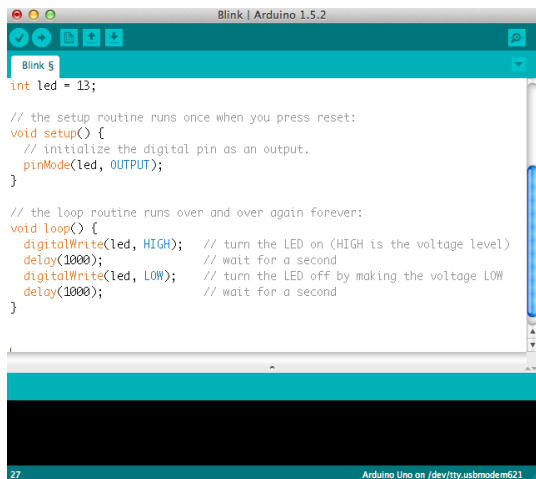 Blink | Arduino 1.5.2
Blink §
int led = 13;
// the setup routine runs once when you press reset:
void setup() {
  // initialize the digital pin as an output.
  pinMode(led, OUTPUT);
}
// the loop routine runs over and over again forever:
void loop() {
  digitalWrite(led, HIGH);   // turn the LED on (HIGH is the voltage level)
  delay(1000);               // wait for a second
  digitalWrite(led, LOW);    // turn the LED off by making the voltage LOW
  delay(1000);               // wait for a second
}
27 Arduino Uno on /dev/tty.usbmodem621